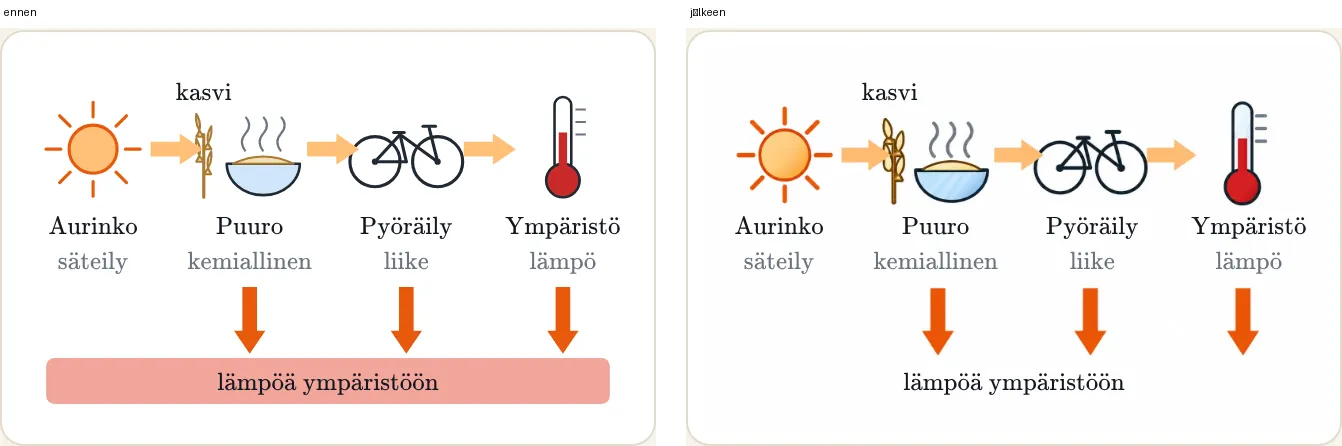 ennen
kasvi
Aurinko Puuro Pyöräily Ympäristö
säteily kemiallinen liike lämpö
lämpöä ympäristöön
j▯lkeen
kasvi
Aurinko Puuro Pyöräily Ympäristö
säteily kemiallinen liike lämpö
lämpöä ympäristöön